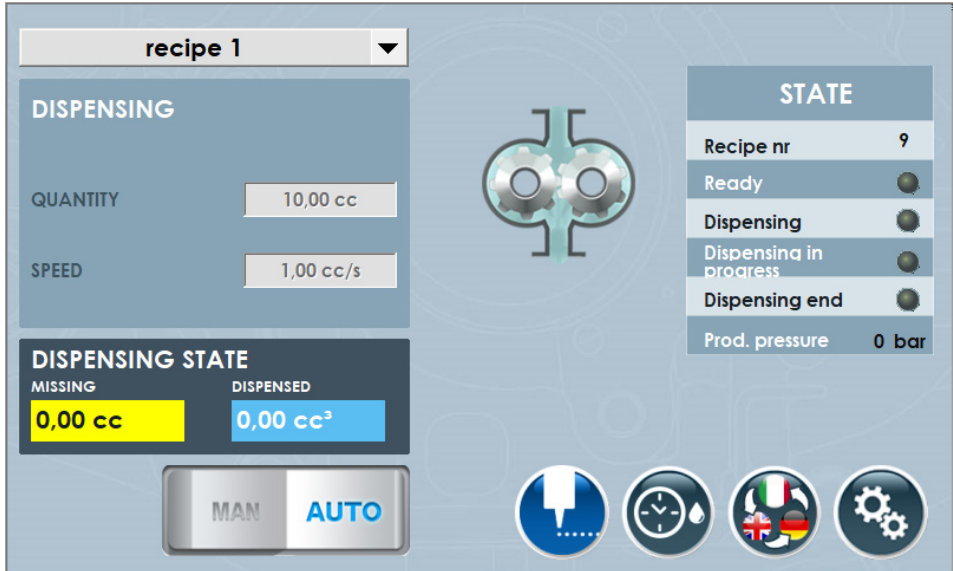 recipe 1
DISPENSING
QUANTITY 10,00 cc
SPEED 1,00 cc/s
DISPENSING STATE
MISSING DISPENSED
0,00 cc 0,00 cc³
MAN AUTO
STATE
Recipe nr 9
Ready
Dispensing
Dispensing in
progress
Dispensing end
Prod. pressure 0 bar